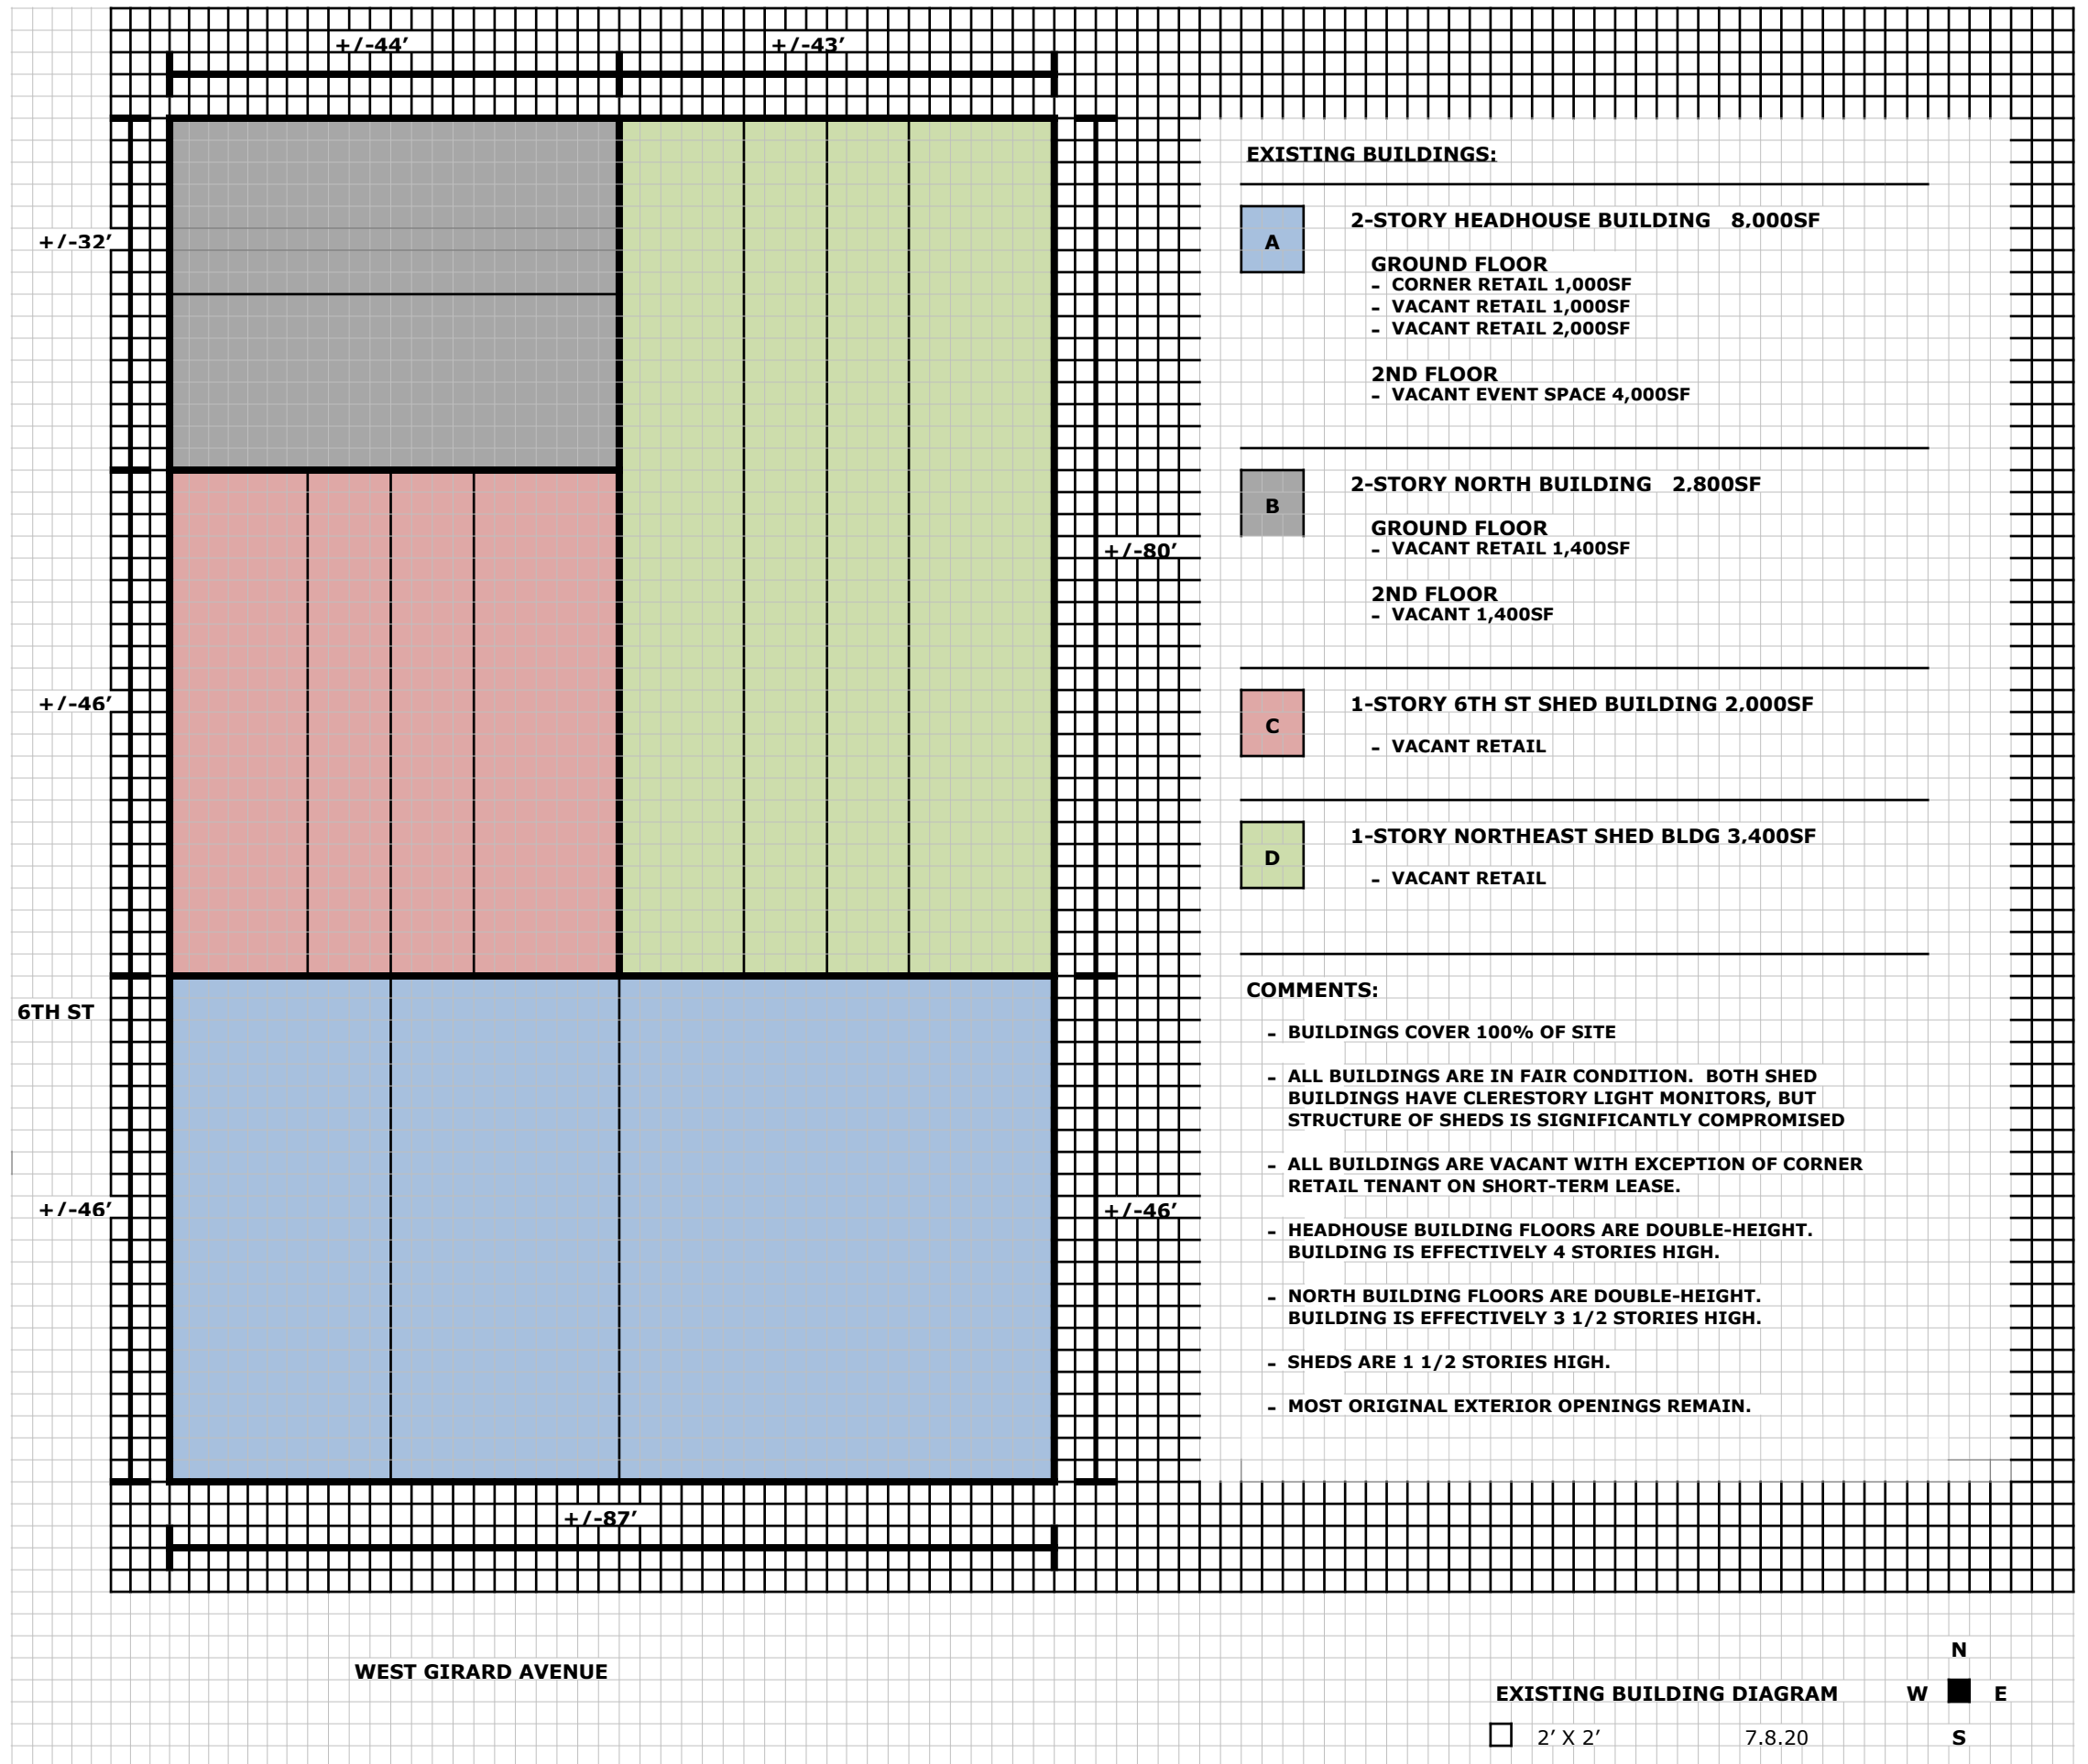 +/-44’ +/-43’
+/-32’
+/-46’
+/-80’
6TH ST
+/-46’
+/-46’
+/-87’
WEST GIRARD AVENUE
EXISTING BUILDINGS:
A
2-STORY HEADHOUSE BUILDING 8,000SF
GROUND FLOOR
- CORNER RETAIL 1,000SF
- VACANT RETAIL 1,000SF
- VACANT RETAIL 2,000SF
2ND FLOOR
- VACANT EVENT SPACE 4,000SF
B
2-STORY NORTH BUILDING 2,800SF
GROUND FLOOR
- VACANT RETAIL 1,400SF
2ND FLOOR
- VACANT 1,400SF
C
1-STORY 6TH ST SHED BUILDING 2,000SF
- VACANT RETAIL
D
1-STORY NORTHEAST SHED BLDG 3,400SF
- VACANT RETAIL
COMMENTS:
- BUILDINGS COVER 100% OF SITE
- ALL BUILDINGS ARE IN FAIR CONDITION. BOTH SHED
BUILDINGS HAVE CLERESTORY LIGHT MONITORS, BUT
STRUCTURE OF SHEDS IS SIGNIFICANTLY COMPROMISED
- ALL BUILDINGS ARE VACANT WITH EXCEPTION OF CORNER
RETAIL TENANT ON SHORT-TERM LEASE.
- HEADHOUSE BUILDING FLOORS ARE DOUBLE-HEIGHT.
BUILDING IS EFFECTIVELY 4 STORIES HIGH.
- NORTH BUILDING FLOORS ARE DOUBLE-HEIGHT.
BUILDING IS EFFECTIVELY 3 1/2 STORIES HIGH.
- SHEDS ARE 1 1/2 STORIES HIGH.
- MOST ORIGINAL EXTERIOR OPENINGS REMAIN.
N
EXISTING BUILDING DIAGRAM W E
2’ X 2’ 7.8.20 S